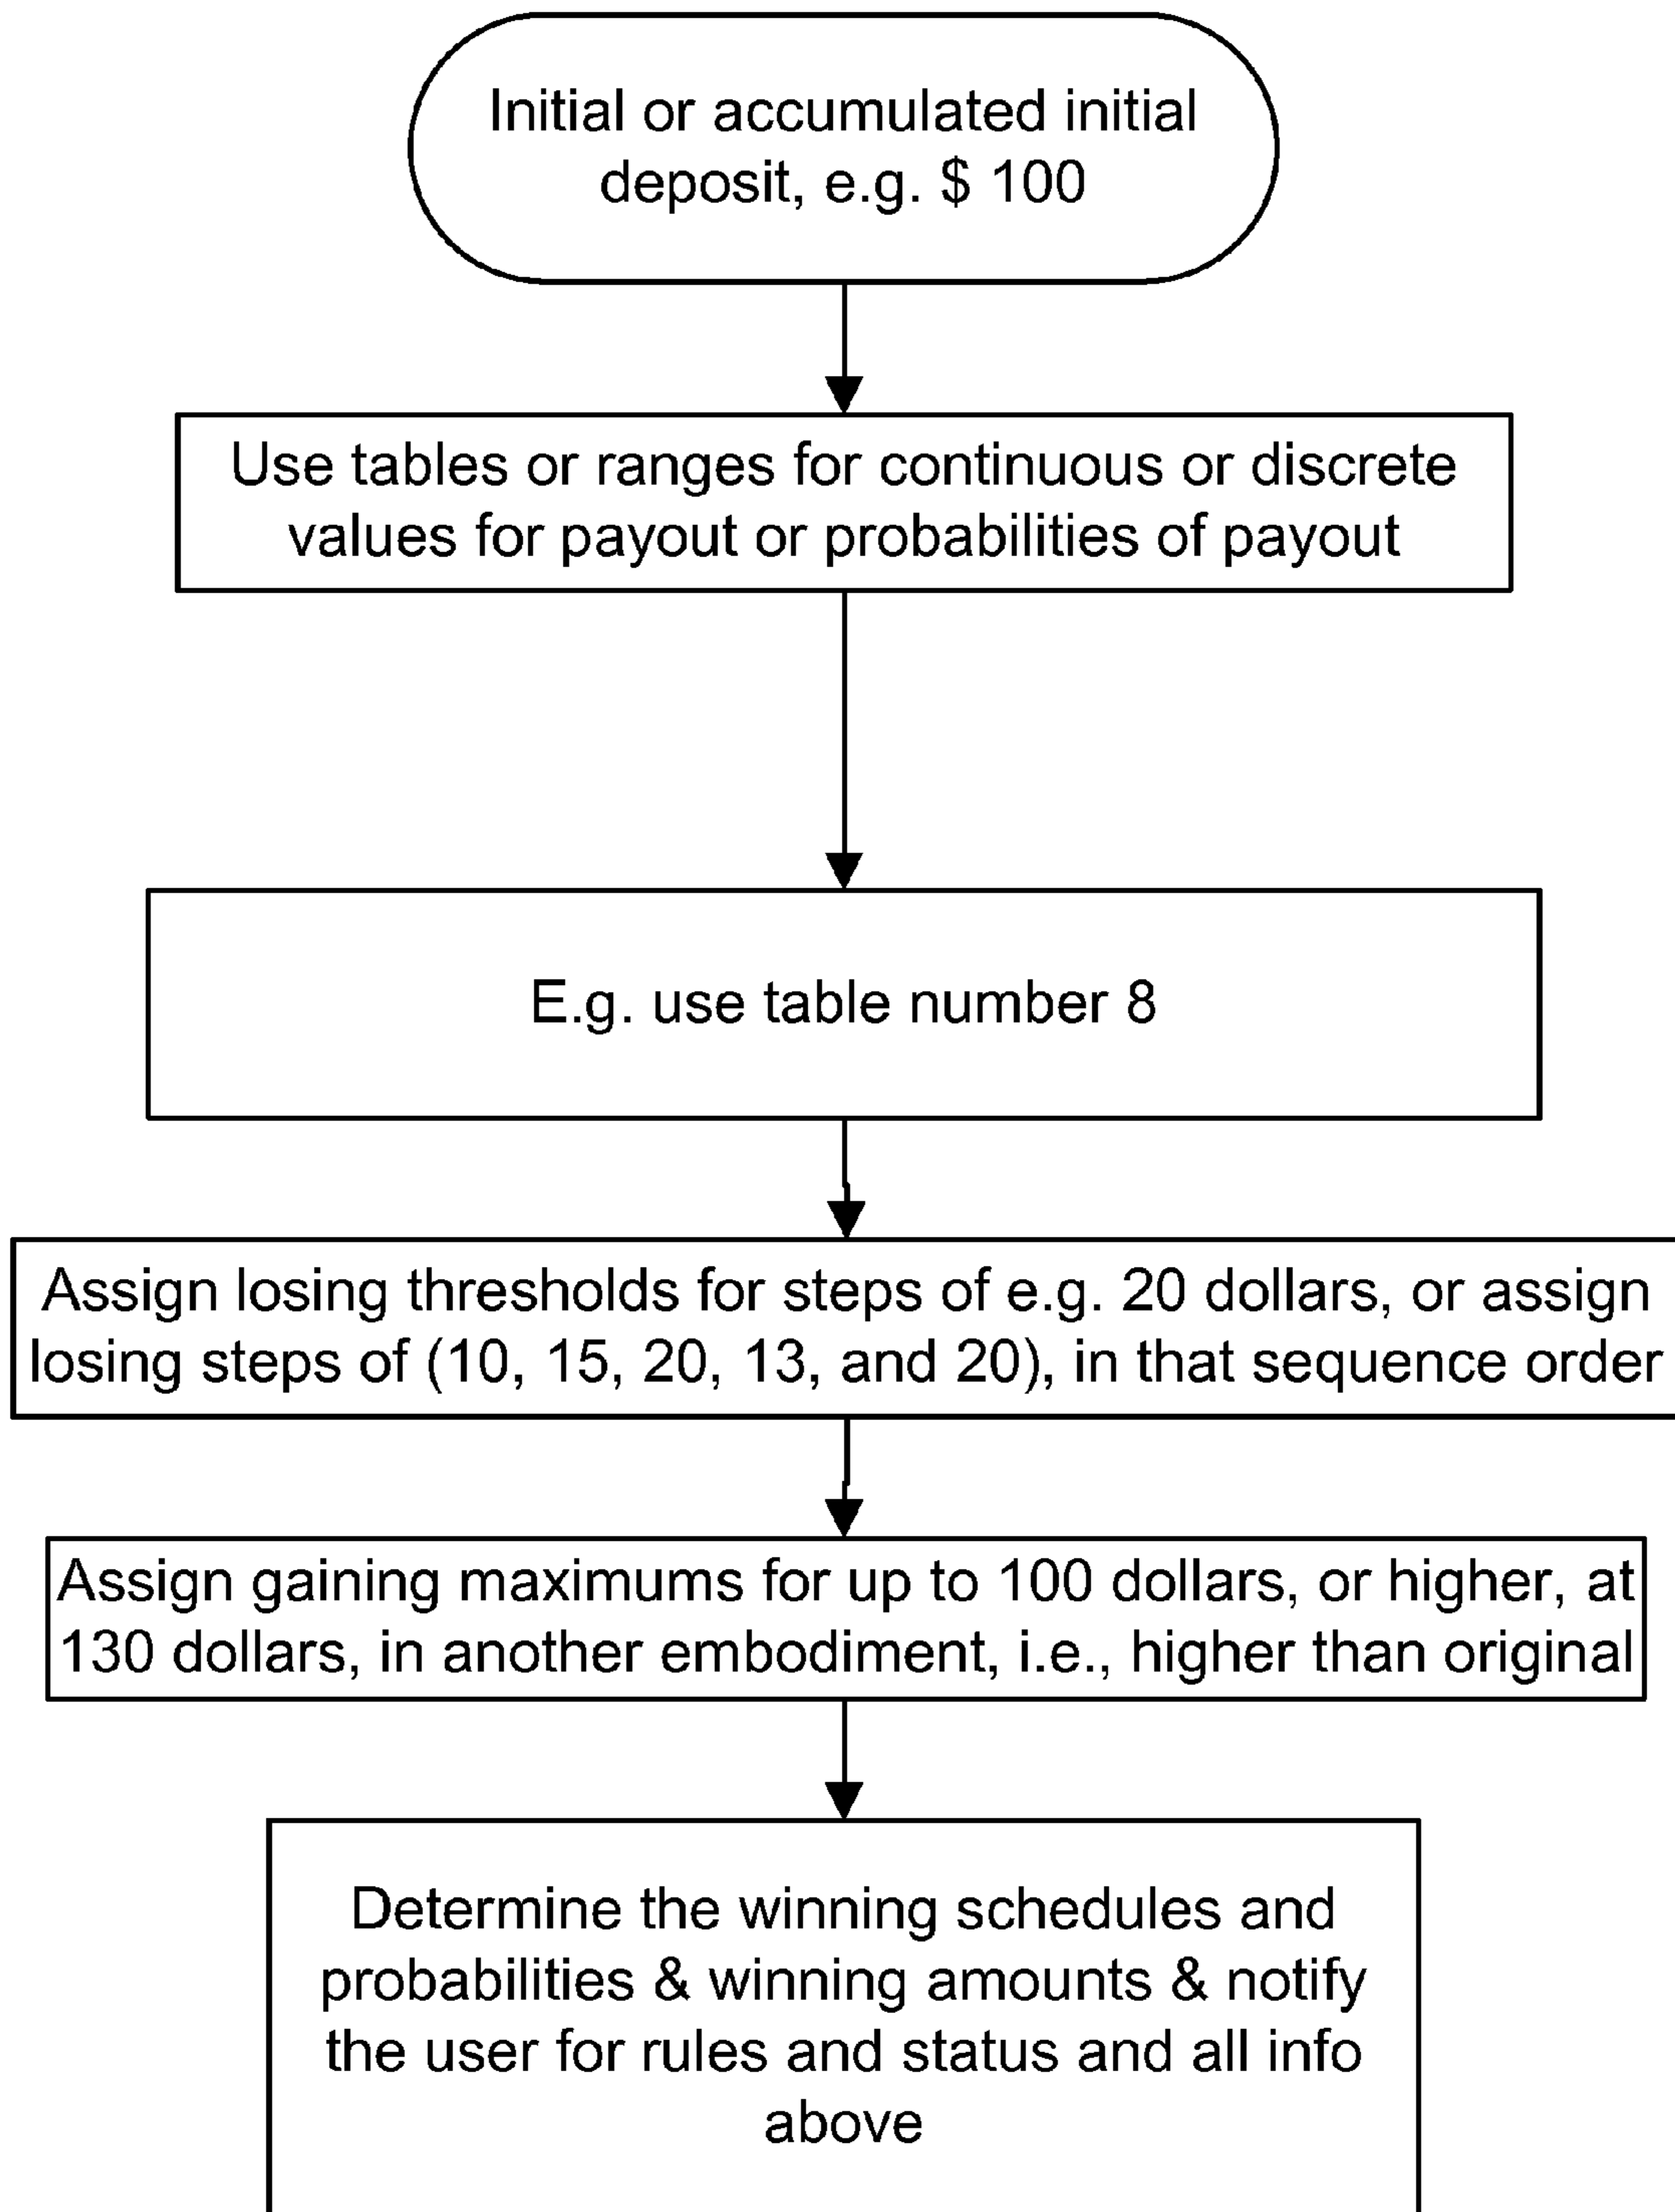 Initial or accumulated initial
deposit, e.g. $ 100
Use tables or ranges for continuous or discrete
values for payout or probabilities of payout
E.g. use table number 8
Assign losing thresholds for steps of e.g. 20 dollars, or assign
losing steps of (10, 15, 20, 13, and 20), in that sequence order
Assign gaining maximums for up to 100 dollars, or higher, at
130 dollars, in another embodiment, i.e., higher than original
Determine the winning schedules and
probabilities & winning amounts & notify
the user for rules and status and all info
above